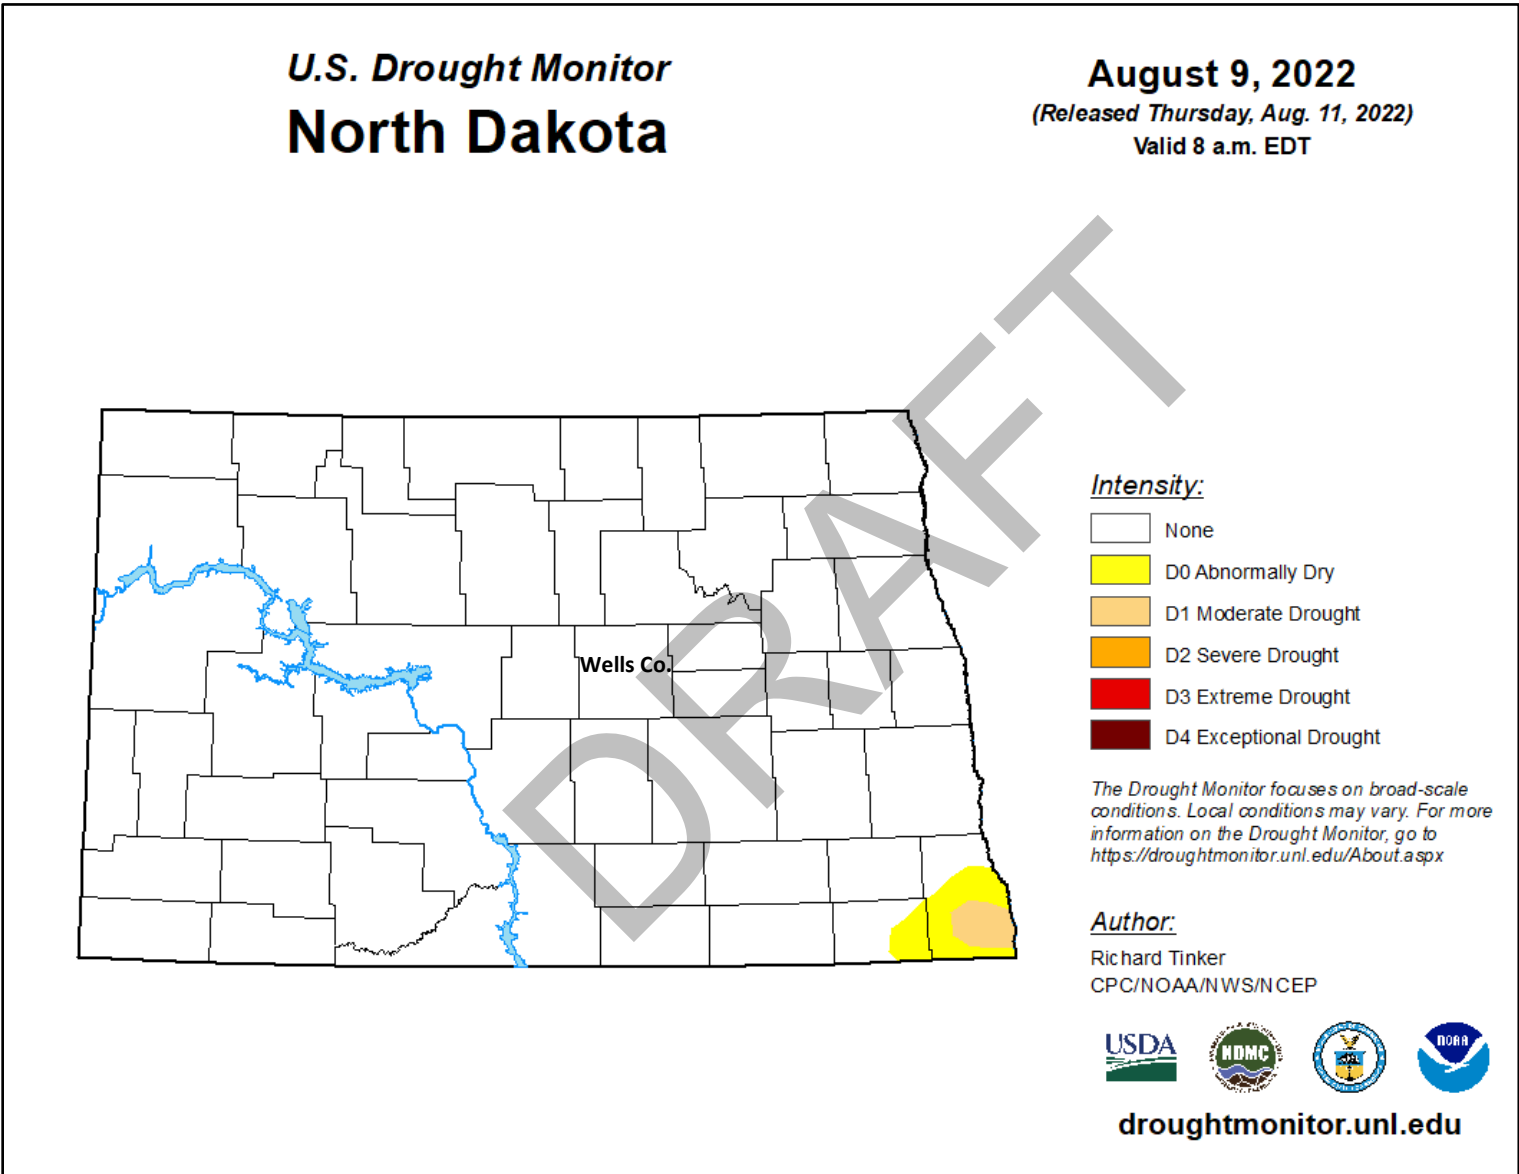 U.S. Drought Monitor
North Dakota
August 9, 2022
(Released Thursday, Aug. 11, 2022)
Valid 8 a.m. EDT
DRAFT
Wells Co.
Intensity:
None
D0 Abnormally Dry
D1 Moderate Drought
D2 Severe Drought
D3 Extreme Drought
D4 Exceptional Drought
The Drought Monitor focuses on broad-scale
conditions. Local conditions may vary. For more
information on the Drought Monitor, go to
https://droughtmonitor.unl.edu/About.aspx
Author:
Richard Tinker
CPC/NOAA/NWS/NCEP
USDA
NDMC
NOAA
droughtmonitor.unl.edu